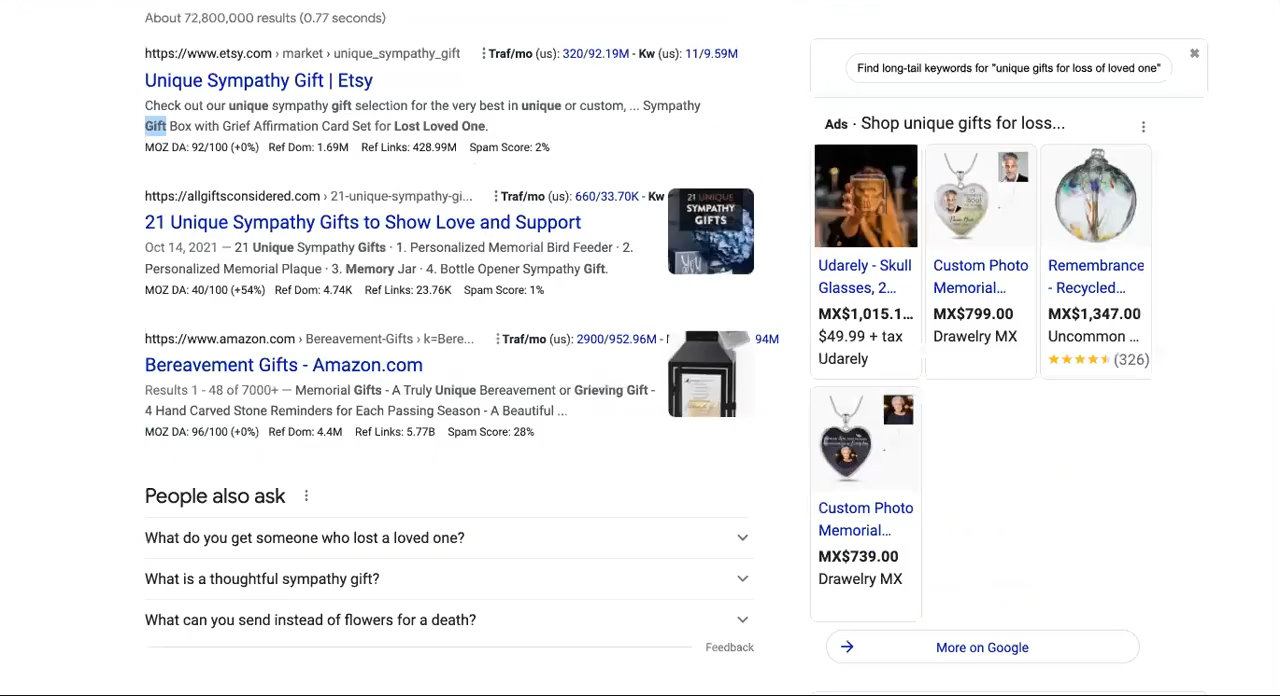 About 72,800,000 results (0.77 seconds)
https://www.etsy.com › market › unique_sympathy_gift
Traf/mo (us): 320/92.19M - Kw (us): 11/9.59M
Unique Sympathy Gift | Etsy
Check out our unique sympathy gift selection for the very best in unique or custom, ... Sympathy
Gift Box with Grief Affirmation Card Set for Lost Loved One.
MOZ DA: 92/100 (+0%) Ref Dom: 1.69M Ref Links: 428.99M Spam Score: 2%
https://allgiftsconsidered.com › 21-unique-sympathy-gi...
Traf/mo (us): 660/33.70K - Kw
21 Unique Sympathy Gifts to Show Love and Support
Oct 14, 2021 — 21 Unique Sympathy Gifts · 1. Personalized Memorial Bird Feeder · 2.
Personalized Memorial Plaque · 3. Memory Jar · 4. Bottle Opener Sympathy Gift.
MOZ DA: 40/100 (+54%) Ref Dom: 4.74K Ref Links: 23.76K Spam Score: 1%
21 UNIQUE
SYMPATHY
GIFTS
YOU
https://www.amazon.com › Bereavement-Gifts › k=Bere...
Traf/mo (us): 2900/952.96M - 94M
Bereavement Gifts - Amazon.com
Results 1 - 48 of 7000+ — Memorial Gifts - A Truly Unique Bereavement or Grieving Gift -
4 Hand Carved Stone Reminders for Each Passing Season - A Beautiful ...
MOZ DA: 96/100 (+0%) Ref Dom: 4.4M Ref Links: 5.77B Spam Score: 28%
People also ask
What do you get someone who lost a loved one?
What is a thoughtful sympathy gift?
What can you send instead of flowers for a death?
Feedback
Find long-tail keywords for "unique gifts for loss of loved one"
Ads · Shop unique gifts for loss...
Udarely - Skull
Glasses, 2...
MX$1,015.1...
$49.99 + tax
Udarely
Custom Photo
Memorial...
MX$799.00
Drawelry MX
Remembrance
- Recycled...
MX$1,347.00
Uncommon ...
(326)
Custom Photo
Memorial...
MX$739.00
Drawelry MX
More on Google